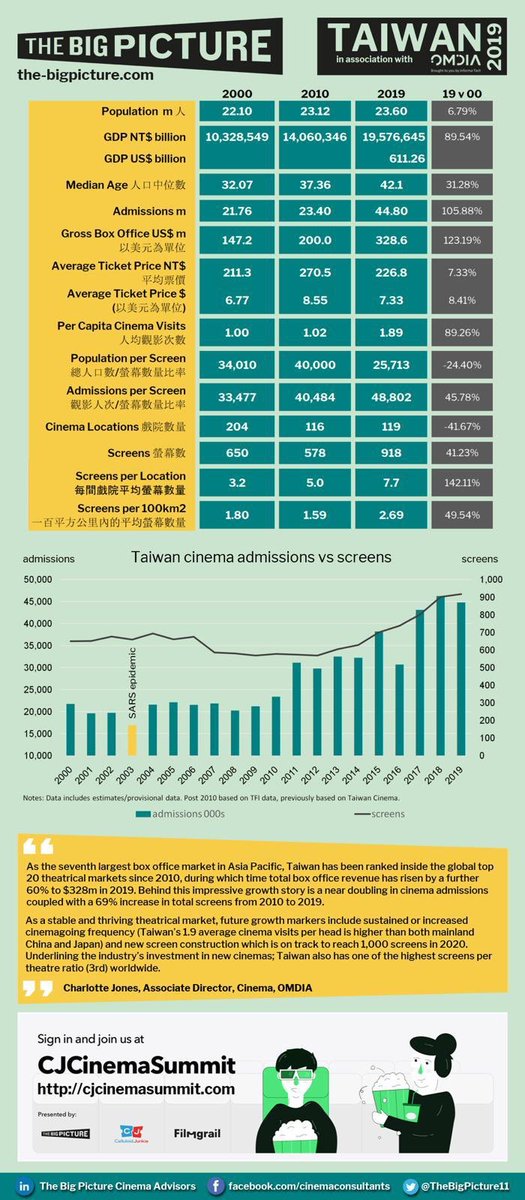 THE BIG PICTURE
the-bigpicture.com
TAIWAN 2019
in association with OMDIA
Brought to you by Informa Tech
2000 2010 2019 19 v 00
Population m 人 22.10 23.12 23.60 6.79%
GDP NT$ billion 10,328,549 14,060,346 19,576,645 89.54%
GDP US$ billion 611.26
Median Age 人口中位數 32.07 37.36 42.1 31.28%
Admissions m 21.76 23.40 44.80 105.88%
Gross Box Office US$ m 147.2 200.0 328.6 123.19%
以美元為單位
Average Ticket Price NT$ 211.3 270.5 226.8 7.33%
平均票價
Average Ticket Price $ 6.77 8.55 7.33 8.41%
(以美元為單位)
Per Capita Cinema Visits 1.00 1.02 1.89 89.26%
人均觀影次數
Population per Screen 34,010 40,000 25,713 -24.40%
總人口數/螢幕數量比率
Admissions per Screen 33,477 40,484 48,802 45.78%
觀影人次/螢幕數量比率
Cinema Locations 戲院數量 204 116 119 -41.67%
Screens 螢幕數 650 578 918 41.23%
Screens per Location 3.2 5.0 7.7 142.11%
每間戲院平均螢幕數量
Screens per 100km2 1.80 1.59 2.69 49.54%
一百平方公里內的平均螢幕數量
Taiwan cinema admissions vs screens
admissions screens
50,000 1,000
45,000 900
40,000 800
35,000 700
30,000 600
25,000 500
20,000 400
15,000 300
10,000 200
100
0
SARS epidemic
2000 2001 2002 2003 2004 2005 2006 2007 2008 2009 2010 2011 2012 2013 2014 2015 2016 2017 2018 2019
Notes: Data includes estimates/provisional data. Post 2010 based on TFI data, previously based on Taiwan Cinema.
admissions 000s screens
As the seventh largest box office market in Asia Pacific, Taiwan has been ranked inside the global top
20 theatrical markets since 2010, during which time total box office revenue has risen by a further
60% to $328m in 2019. Behind this impressive growth story is a near doubling in cinema admissions
coupled with a 69% increase in total screens from 2010 to 2019.
As a stable and thriving theatrical market, future growth markers include sustained or increased
cinemagoing frequency (Taiwan's 1.9 average cinema visits per head is higher than both mainland
China and Japan) and new screen construction which is on track to reach 1,000 screens in 2020.
Underlining the industry's investment in new cinemas; Taiwan also has one of the highest screens per
theatre ratio (3rd) worldwide.
Charlotte Jones, Associate Director, Cinema, OMDIA
Sign in and join us at
CJCinemaSummit
http://cjcinemasummit.com
Presented by:
THE BIG PICTURE
CJ
Celluloid Junkie
Filmgrail
in The Big Picture Cinema Advisors
f facebook.com/cinemaconsultants
@TheBigPicture11